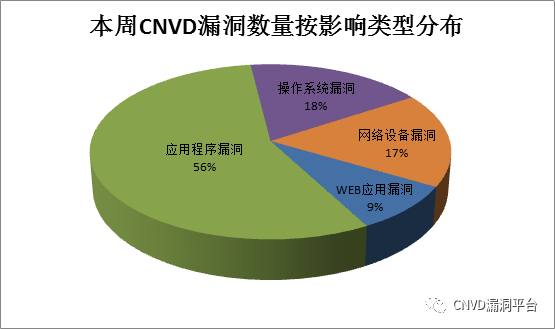 本周CNVD漏洞数量按影响类型分布
操作系统漏洞
18%
网络设备漏洞
17%
应用程序漏洞
56%
WEB应用漏洞
9%
CNVD漏洞平台